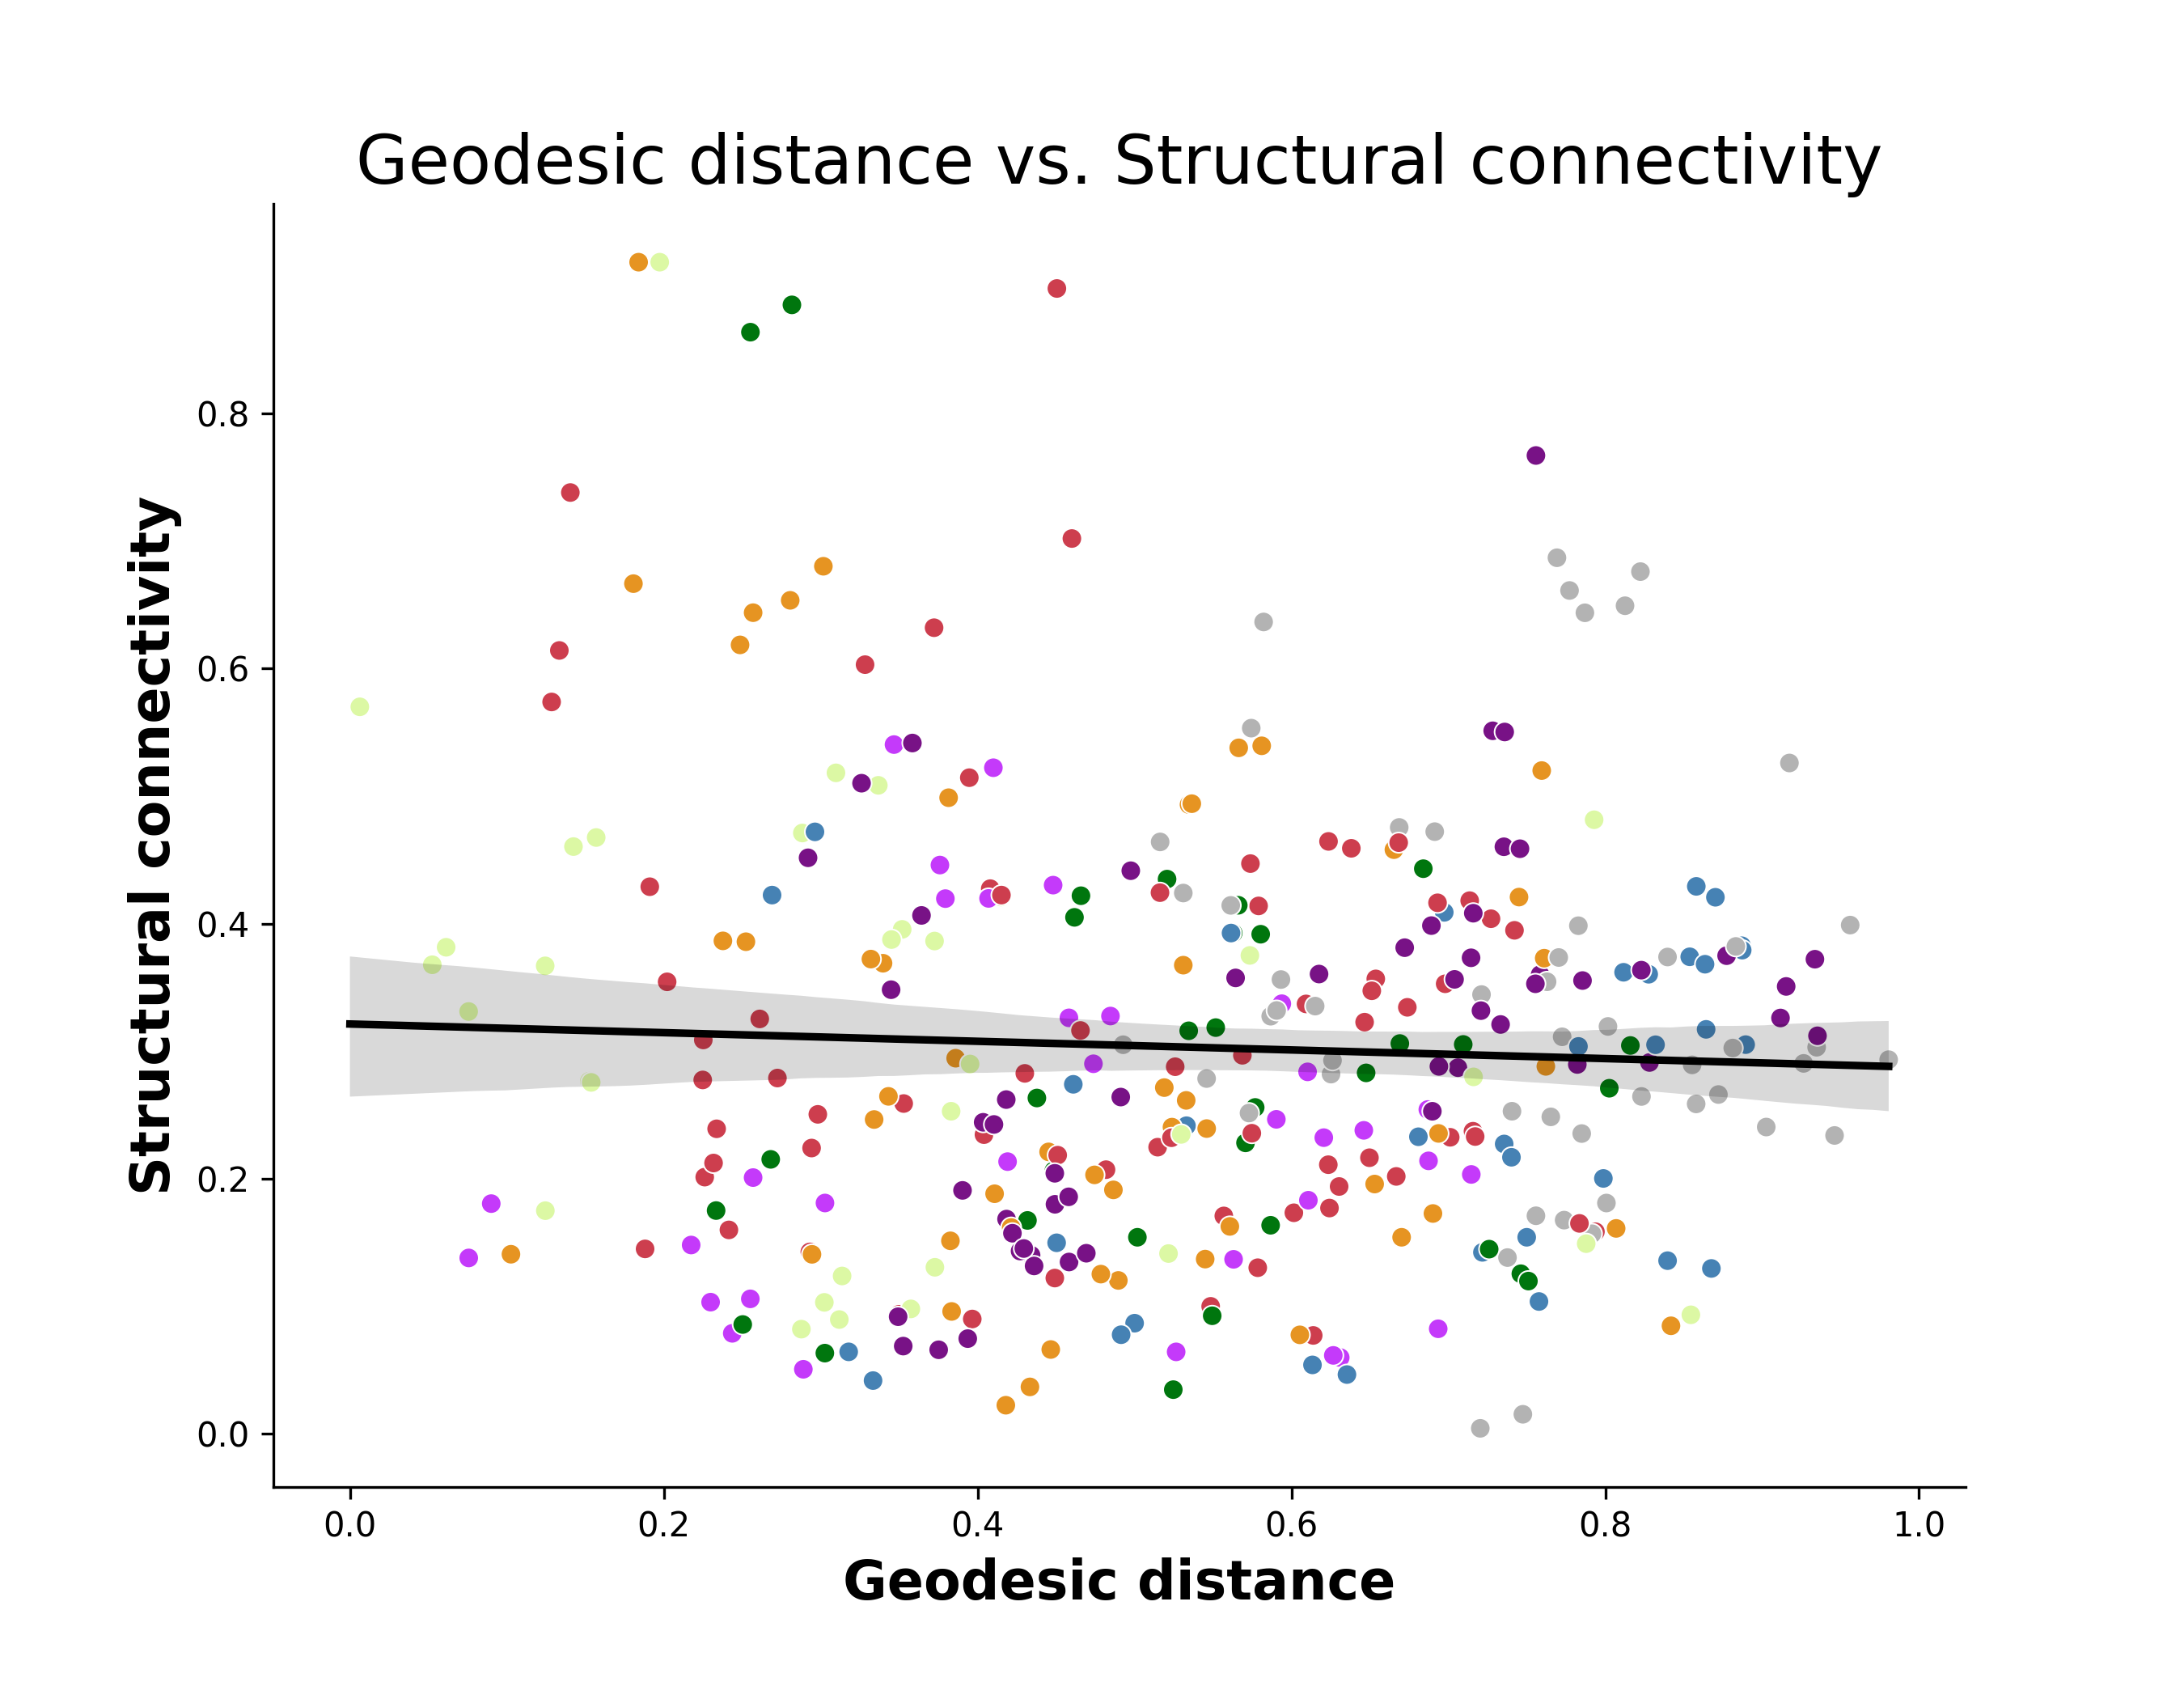 Geodesic distance vs. Structural connectivity
Structural connectivity
0.8
0.6
0.4
0.2
0.0
0.0 0.2 0.4 0.6 0.8 1.0
Geodesic distance